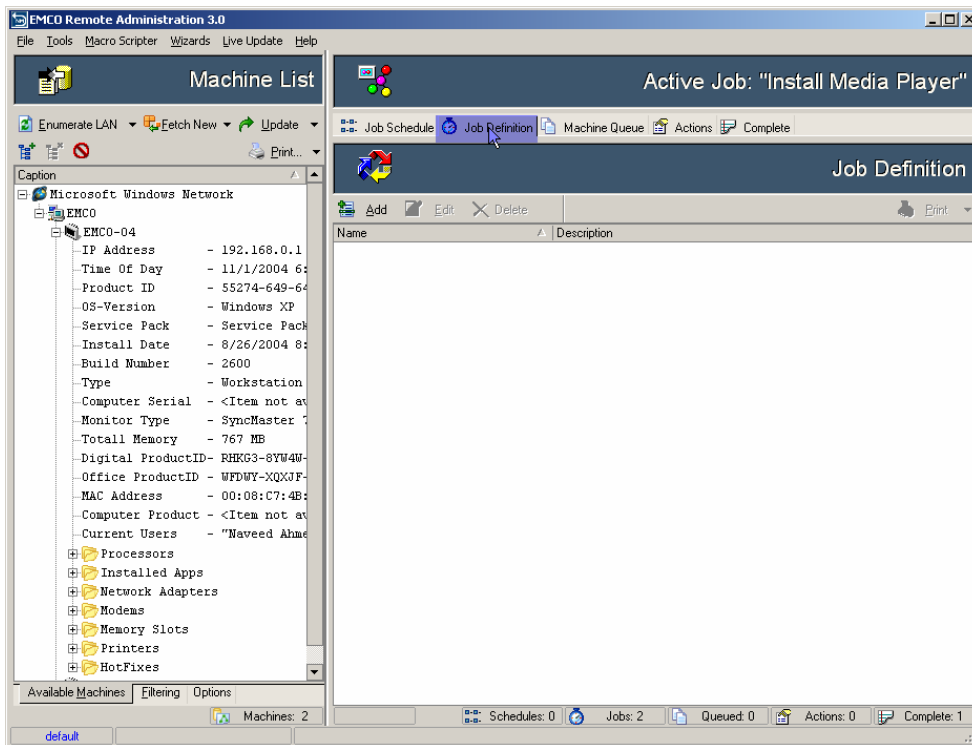 EMCO Remote Administration 3.0
File Tools Macro Scripter Wizards Live Update Help
Machine List
Enumerate LAN Fetch New Update
Print...
Caption
Microsoft Windows Network
EMCO
EMCO-04
IP Address - 192.168.0.1
Time Of Day - 11/1/2004 6:
Product ID - 55274-649-64
OS-Version - Windows XP
Service Pack - Service Pack
Install Date - 8/26/2004 8:
Build Number - 2600
Type - Workstation
Computer Serial - <Item not av
Monitor Type - SyncMaster 7
Totall Memory - 767 MB
Digital ProductID- RHKG3-8YW4W-
Office ProductID - WFDWY-XQXJF-
MAC Address - 00:08:C7:4B:
Computer Product - <Item not av
Current Users - "Naveed Ahme
Processors
Installed Apps
Network Adapters
Modems
Memory Slots
Printers
HotFixes
Available Machines Filtering Options
Machines: 2
default
Active Job: "Install Media Player"
Job Schedule Job Definition Machine Queue Actions Complete
Job Definition
Add Edit Delete Print
Name Description
Schedules: 0 Jobs: 2 Queued: 0 Actions: 0 Complete: 1